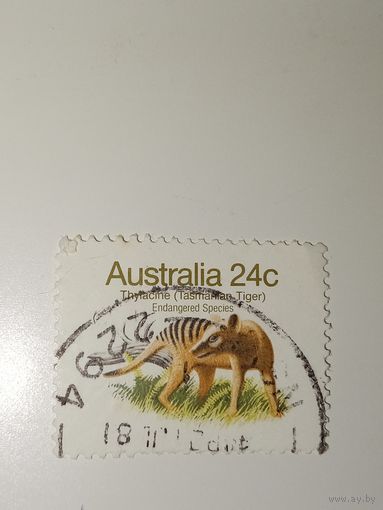 Australia 24c
Thylacine (Tasmanian Tiger)
Endangered Species
www.ay.by